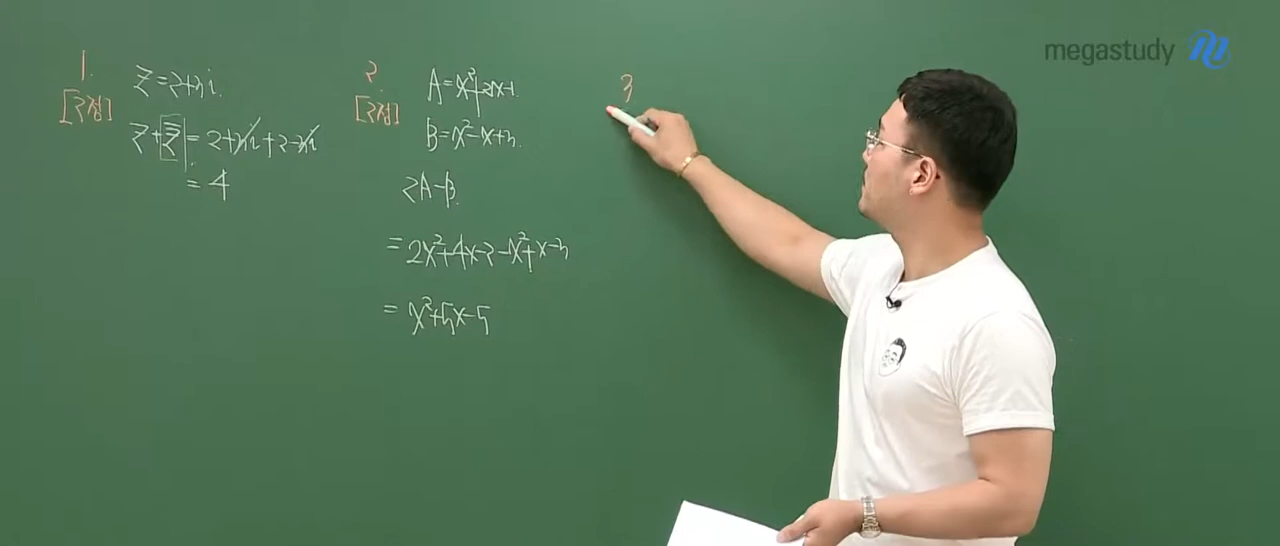 megastudy
1.
[2점]
Z=2+3i.
Z+Z̅=2+3i+2-3i
=4
2.
[2점]
A=x²+2x-1.
B=x²-x+3.
2A-B.
=2x²+4x-2-x²+x-3
=x²+5x-5
3